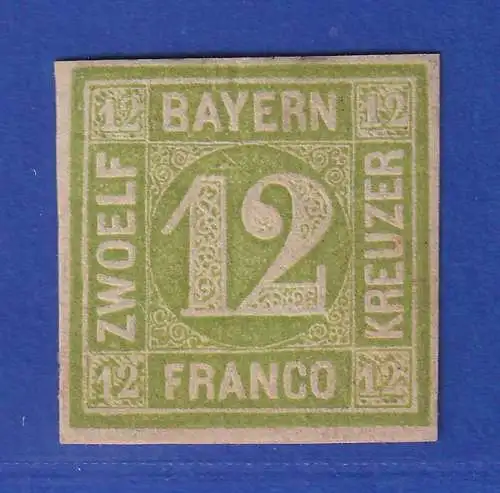 12 BAYERN 12
ZWOELF
12
KREUZER
12 FRANCO 12